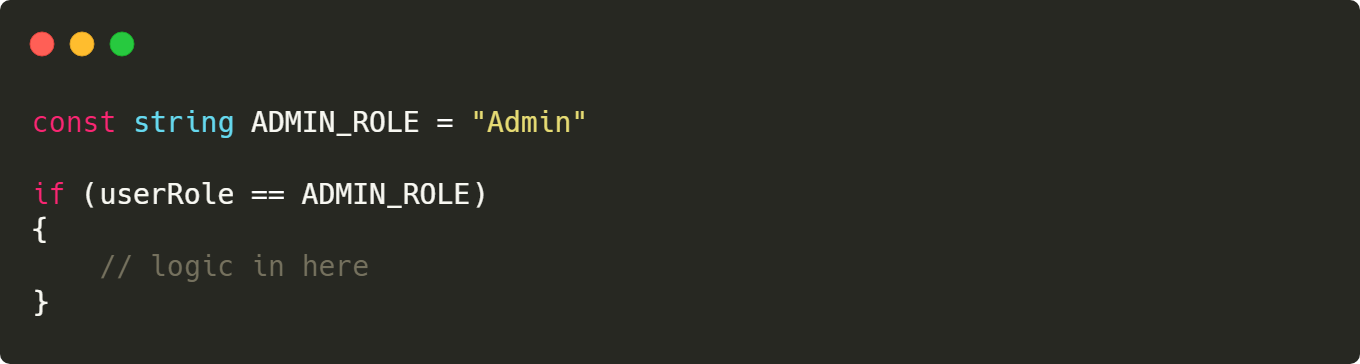 const string ADMIN_ROLE = "Admin"
if (userRole == ADMIN_ROLE)
{
    // logic in here
}